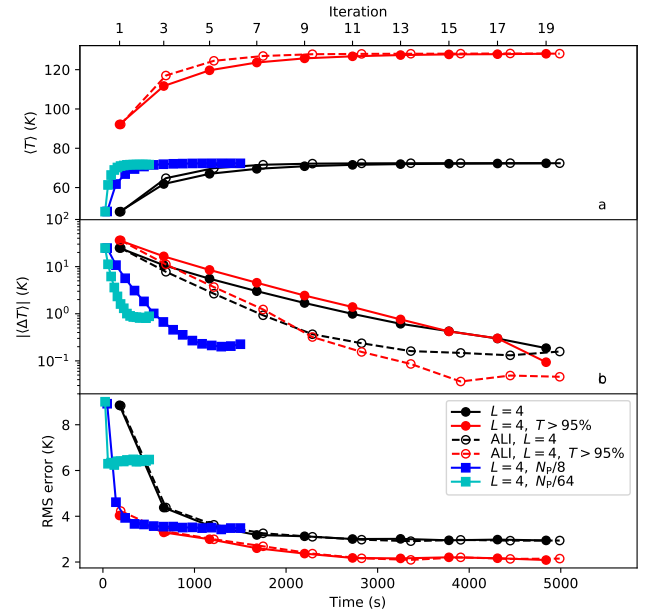 Iteration
1 3 5 7 9 11 13 15 17 19
⟨T⟩ (K)
120
100
80
60
a
|⟨ΔT⟩| (K)
10²
10¹
10⁰
10⁻¹
b
RMS error (K)
8
6
4
2
L = 4
L = 4, T > 95%
ALI, L = 4
ALI, L = 4, T > 95%
L = 4, Nₚ/8
L = 4, Nₚ/64
0 1000 2000 3000 4000 5000
Time (s)